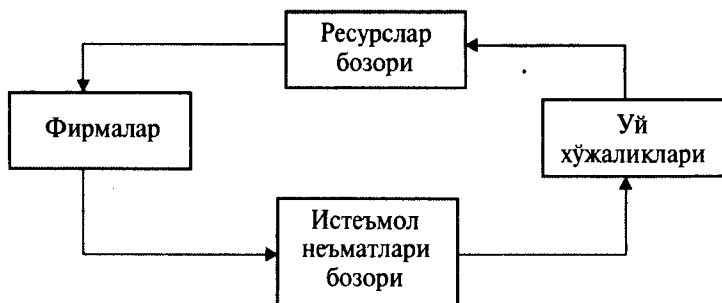 Ресурслар
бозори
Фирмалар
Уй
хўжаликлари
Истеъмол
неъматлари
бозори